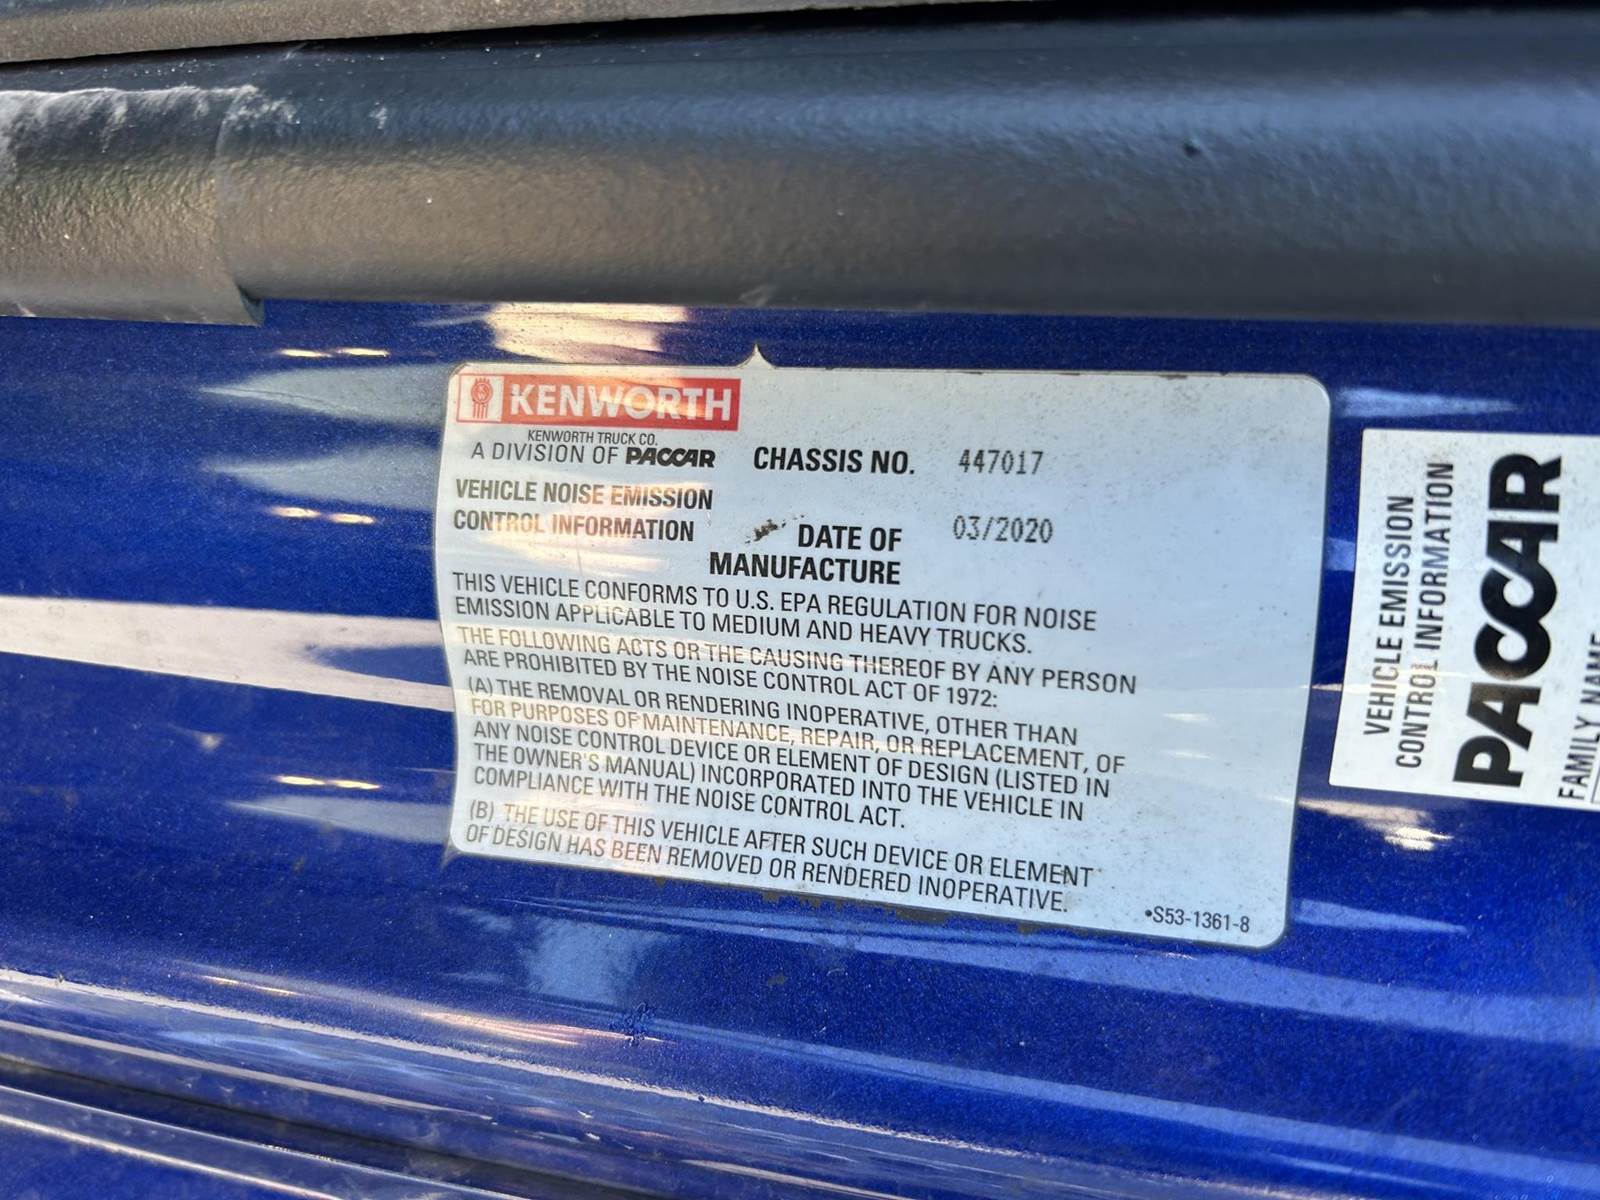 KENWORTH
KENWORTH TRUCK CO.
A DIVISION OF PACCAR
CHASSIS NO. 447017
VEHICLE NOISE EMISSION
CONTROL INFORMATION
DATE OF
MANUFACTURE
03/2020
THIS VEHICLE CONFORMS TO U.S. EPA REGULATION FOR NOISE
EMISSION APPLICABLE TO MEDIUM AND HEAVY TRUCKS.
THE FOLLOWING ACTS OR THE CAUSING THEREOF BY ANY PERSON
ARE PROHIBITED BY THE NOISE CONTROL ACT OF 1972:
(A) THE REMOVAL OR RENDERING INOPERATIVE, OTHER THAN
FOR PURPOSES OF MAINTENANCE, REPAIR, OR REPLACEMENT, OF
ANY NOISE CONTROL DEVICE OR ELEMENT OF DESIGN (LISTED IN
THE OWNER'S MANUAL) INCORPORATED INTO THE VEHICLE IN
COMPLIANCE WITH THE NOISE CONTROL ACT.
(B) THE USE OF THIS VEHICLE AFTER SUCH DEVICE OR ELEMENT
OF DESIGN HAS BEEN REMOVED OR RENDERED INOPERATIVE.
•S53-1361-8
VEHICLE EMISSION
CONTROL INFORMATION
PACCAR
FAMILY NAME